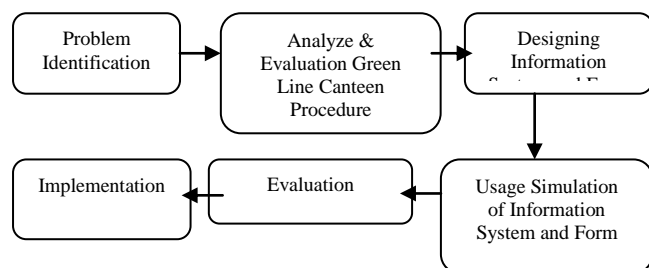 Problem
Identification
Analyze &
Evaluation Green
Line Canteen
Procedure
Designing
Information
Usage Simulation
of Information
System and Form
Evaluation
Implementation